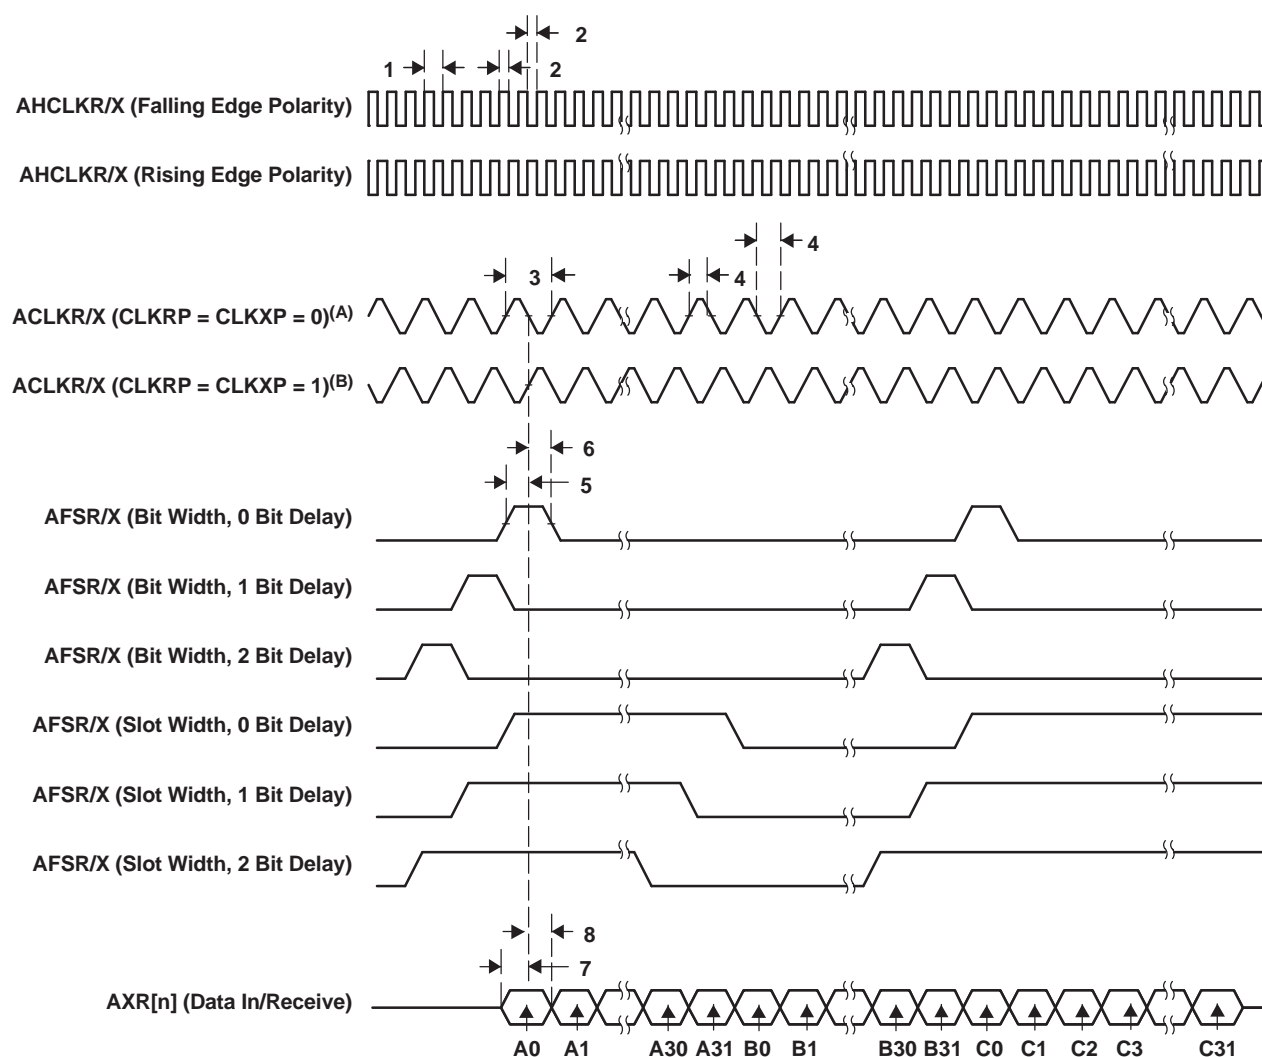 2
1
2
AHCLKR/X (Falling Edge Polarity)
AHCLKR/X (Rising Edge Polarity)
4
3
4
ACLKR/X (CLKRP = CLKXP = 0)(A)
ACLKR/X (CLKRP = CLKXP = 1)(B)
6
5
AFSR/X (Bit Width, 0 Bit Delay)
AFSR/X (Bit Width, 1 Bit Delay)
AFSR/X (Bit Width, 2 Bit Delay)
AFSR/X (Slot Width, 0 Bit Delay)
AFSR/X (Slot Width, 1 Bit Delay)
AFSR/X (Slot Width, 2 Bit Delay)
8
7
AXR[n] (Data In/Receive)
A0 A1 A30 A31 B0 B1 B30 B31 C0 C1 C2 C3 C31